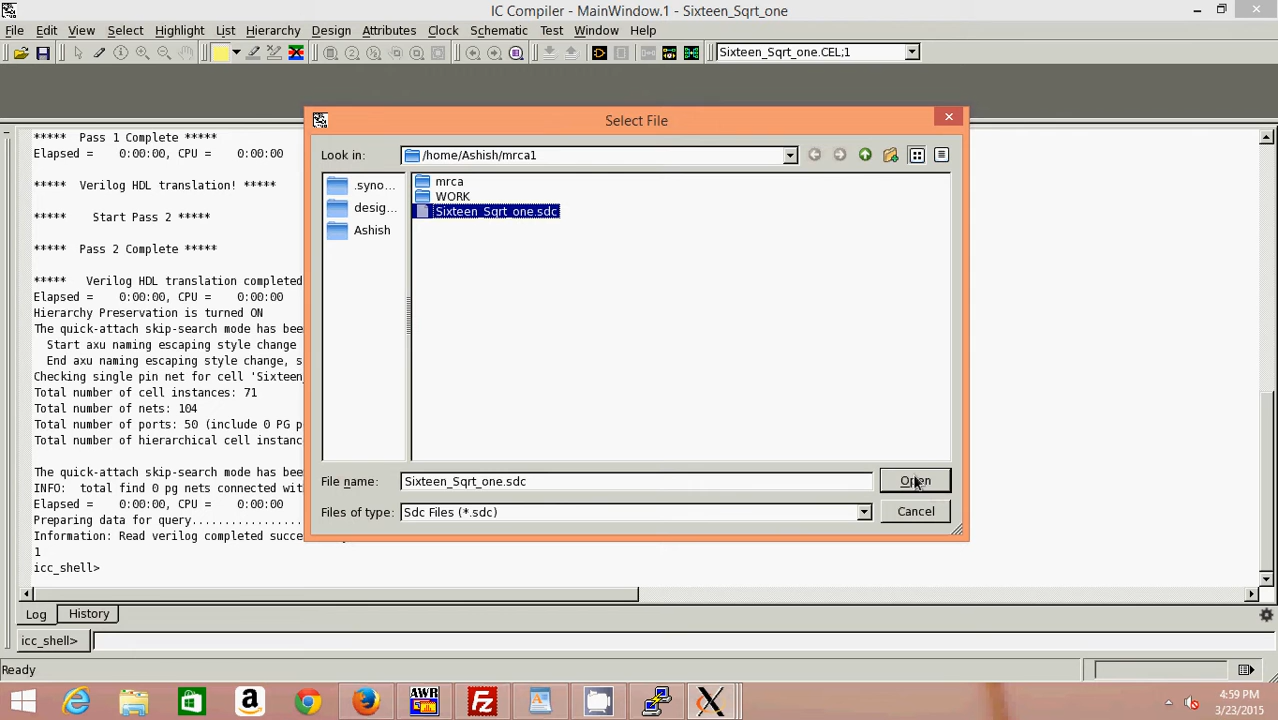 IC Compiler - MainWindow.1 - Sixteen_Sqrt_one
File Edit View Select Highlight List Hierarchy Design Attributes Clock Schematic Test Window Help
Sixteen_Sqrt_one.CEL;1
Select File
Look in: /home/Ashish/mrca1
.syno...
desig...
Ashish
mrca
WORK
Sixteen_Sqrt_one.sdc
File name: Sixteen_Sqrt_one.sdc Open
Files of type: Sdc Files (*.sdc) Cancel
***** Pass 1 Complete *****
Elapsed = 0:00:00, CPU = 0:00:00
***** Verilog HDL translation! *****
***** Start Pass 2 *****
***** Pass 2 Complete *****
***** Verilog HDL translation completed
Elapsed = 0:00:00, CPU = 0:00:00
Hierarchy Preservation is turned ON
The quick-attach skip-search mode has bee
Start axu naming escaping style change
End axu naming escaping style change, s
Checking single pin net for cell 'Sixteen
Total number of cell instances: 71
Total number of nets: 104
Total number of ports: 50 (include 0 PG p
Total number of hierarchical cell instanc
The quick-attach skip-search mode has bee
INFO: total find 0 pg nets connected wit
Elapsed = 0:00:00, CPU = 0:00:00
Preparing data for query...................
Information: Read verilog completed succe
1
icc_shell>
Log History
icc_shell>
Ready
AWR
4:59 PM
3/23/2015